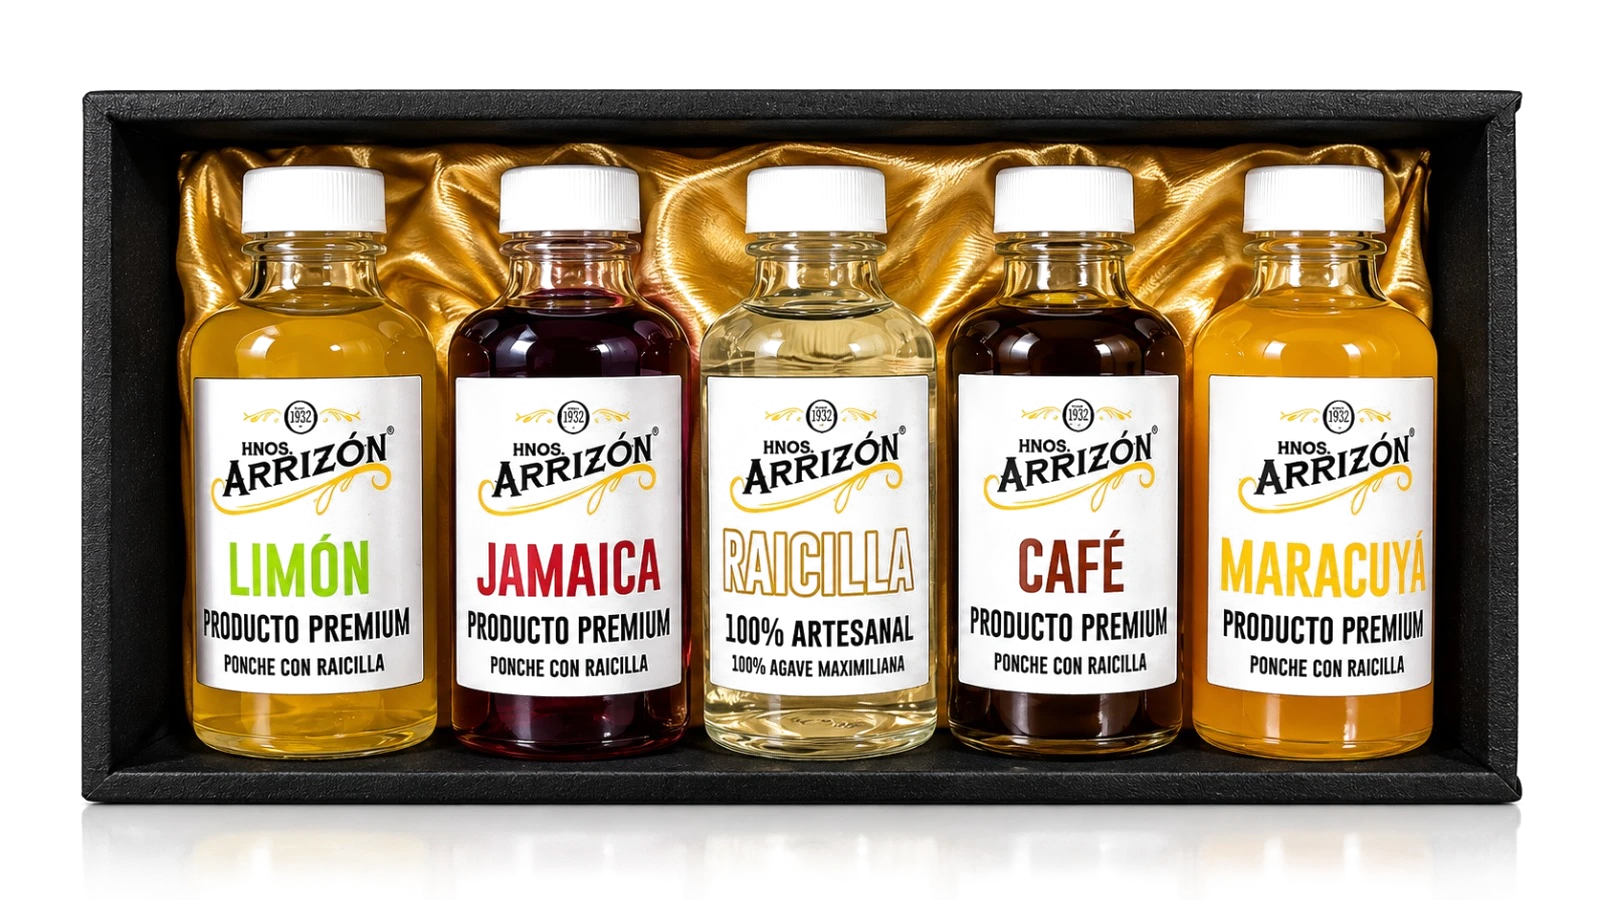 1932
HNOS.
ARRIZÓN®
LIMÓN
PRODUCTO PREMIUM
PONCHE CON RAICILLA
1932
HNOS.
ARRIZÓN®
JAMAICA
PRODUCTO PREMIUM
PONCHE CON RAICILLA
1932
HNOS.
ARRIZÓN®
RAICILLA
100% ARTESANAL
100% AGAVE MAXIMILIANA
1932
HNOS.
ARRIZÓN®
CAFÉ
PRODUCTO PREMIUM
PONCHE CON RAICILLA
1932
HNOS.
ARRIZÓN®
MARACUYÁ
PRODUCTO PREMIUM
PONCHE CON RAICILLA